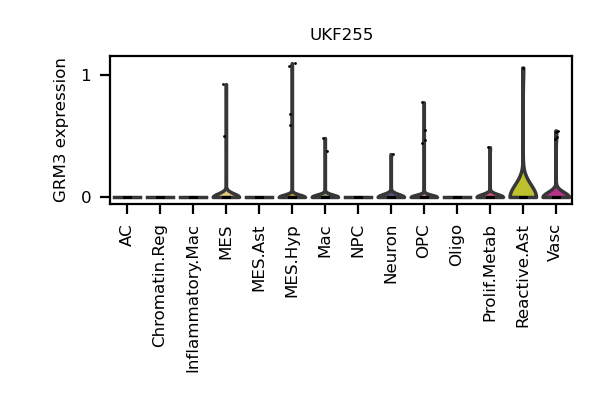 UKF255
GRM3 expression
1
0
AC
Chromatin.Reg
Inflammatory.Mac
MES
MES.Ast
MES.Hyp
Mac
NPC
Neuron
OPC
Oligo
Prolif.Metab
Reactive.Ast
Vasc